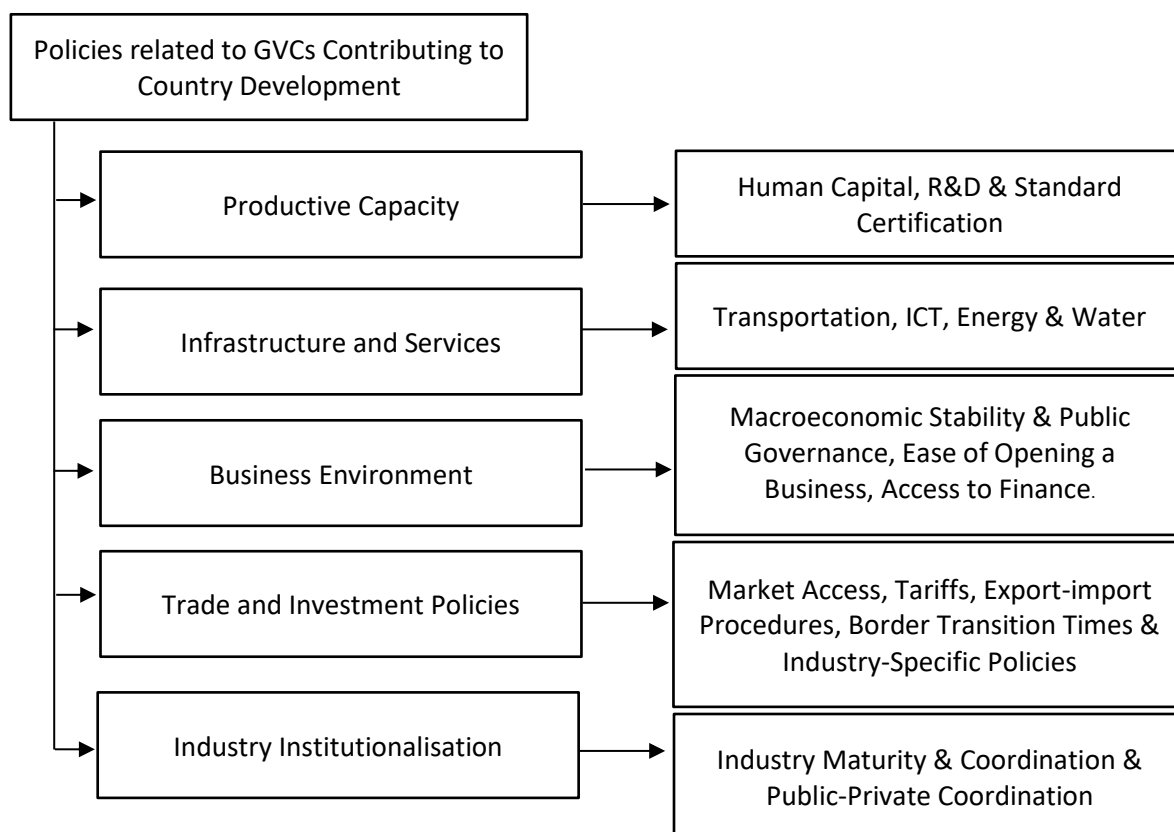 Policies related to GVCs Contributing to
Country Development
Productive Capacity
Human Capital, R&D & Standard
Certification
Infrastructure and Services
Transportation, ICT, Energy & Water
Business Environment
Macroeconomic Stability & Public
Governance, Ease of Opening a
Business, Access to Finance.
Trade and Investment Policies
Market Access, Tariffs, Export-import
Procedures, Border Transition Times &
Industry-Specific Policies
Industry Institutionalisation
Industry Maturity & Coordination &
Public-Private Coordination